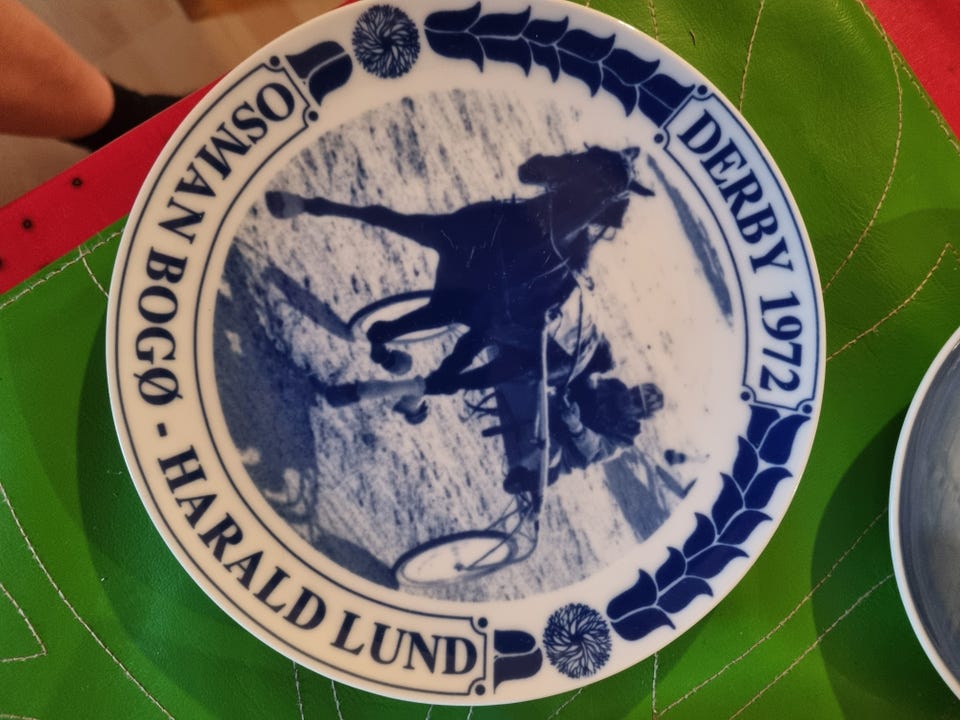 DERBY 1972
OSMAN BOGØ - HARALD LUND